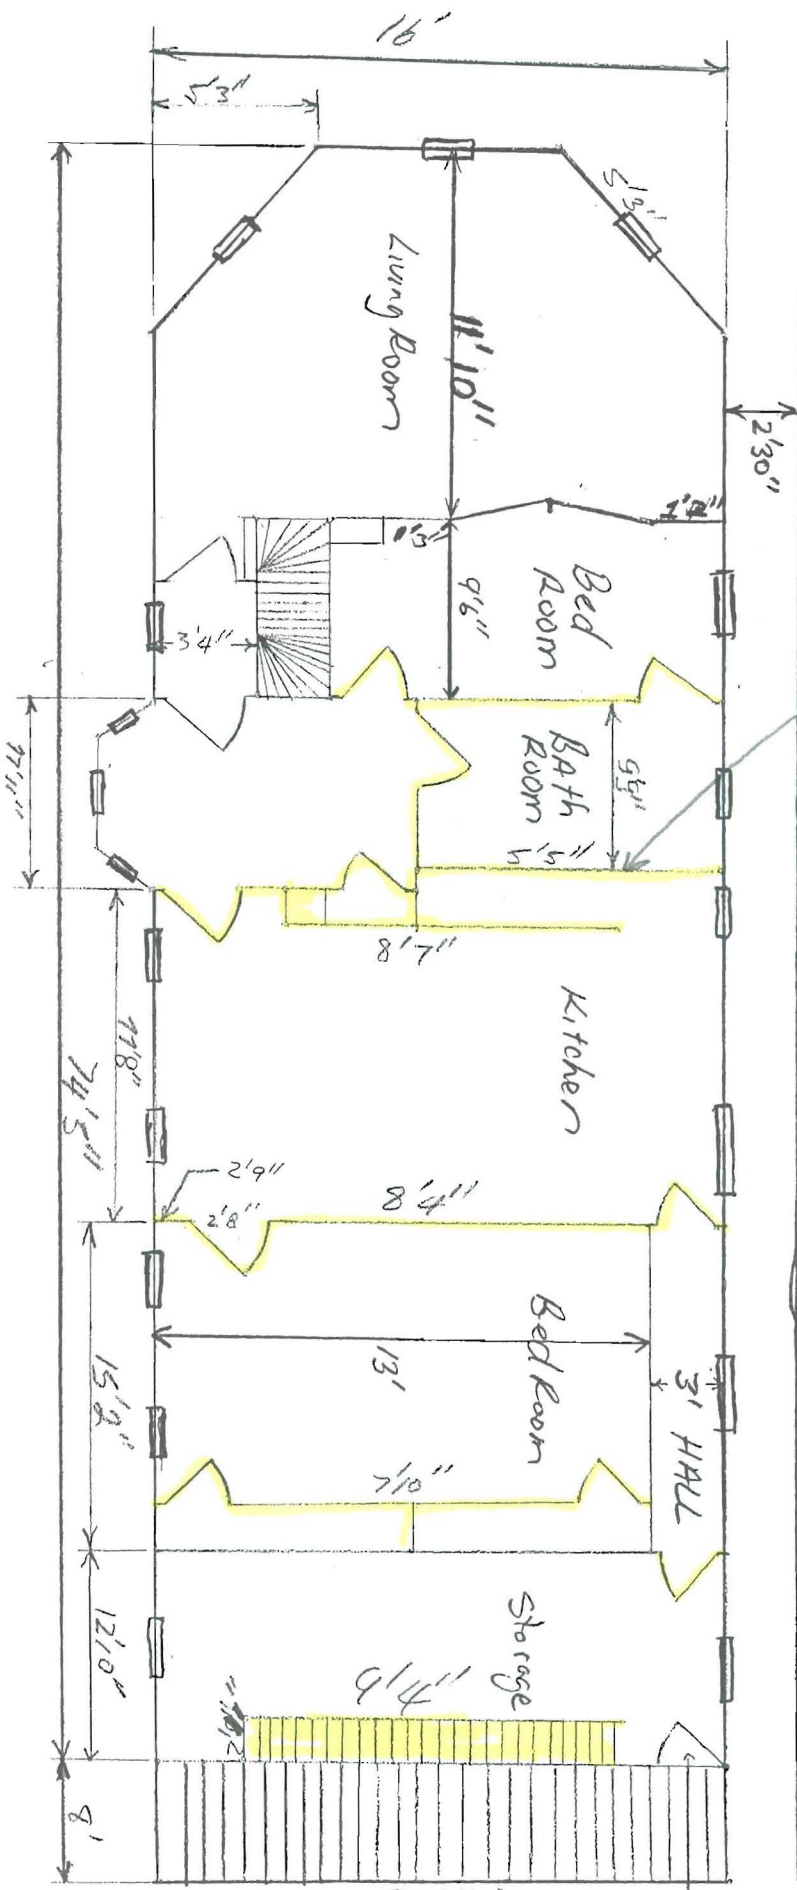 16'
5'3"
5'3"
2'30"
Living Room
11'10"
1'3"
9'6"
Bed
Room
3'4"
BAth
Room
5'5"
8'7"
Kitchen
11'8"
74'5"
2'9"
2'8"
8'4"
Bed Room
13'
3' HALL
15'2"
7'10"
Storage
12'0"
9'4"
8'